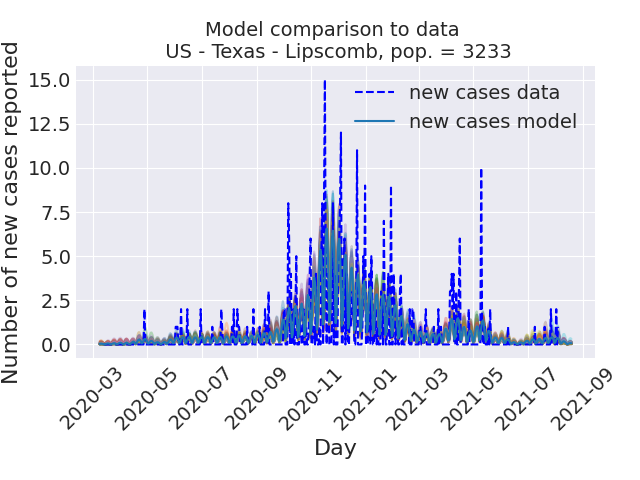 Model comparison to data
US - Texas - Lipscomb, pop. = 3233
Number of new cases reported
15.0
12.5
10.0
7.5
5.0
2.5
0.0
new cases data
new cases model
2020-03
2020-05
2020-07
2020-09
2020-11
2021-01
2021-03
2021-05
2021-07
2021-09
Day